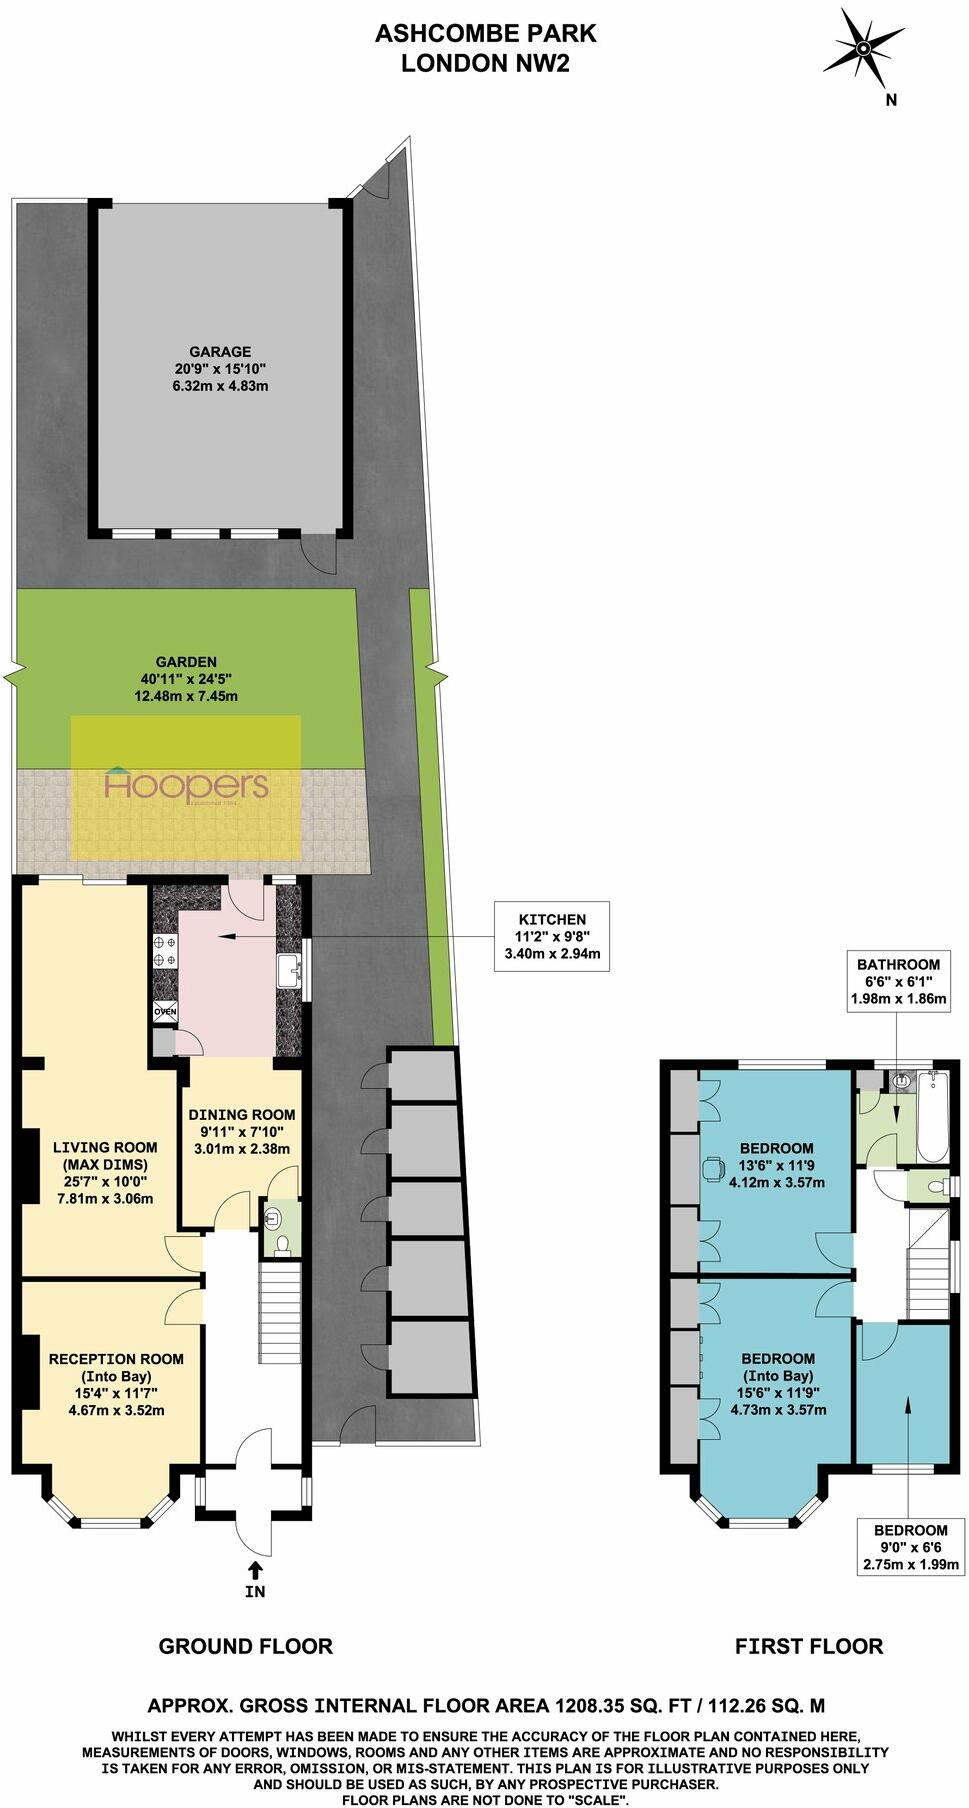 ASHCOMBE PARK
LONDON NW2
N
GARAGE
20'9" x 15'10"
6.32m x 4.83m
GARDEN
40'11" x 24'5"
12.48m x 7.45m
Hoopers
Established 1994
KITCHEN
11'2" x 9'8"
3.40m x 2.94m
OVEN
BATHROOM
6'6" x 6'1"
1.98m x 1.86m
DINING ROOM
9'11" x 7'10"
3.01m x 2.38m
LIVING ROOM
(MAX DIMS)
25'7" x 10'0"
7.81m x 3.06m
BEDROOM
13'6" x 11'9
4.12m x 3.57m
RECEPTION ROOM
(Into Bay)
15'4" x 11'7"
4.67m x 3.52m
BEDROOM
(Into Bay)
15'6" x 11'9"
4.73m x 3.57m
BEDROOM
9'0" x 6'6
2.75m x 1.99m
IN
GROUND FLOOR
FIRST FLOOR
APPROX. GROSS INTERNAL FLOOR AREA 1208.35 SQ. FT / 112.26 SQ. M
WHILST EVERY ATTEMPT HAS BEEN MADE TO ENSURE THE ACCURACY OF THE FLOOR PLAN CONTAINED HERE,
MEASUREMENTS OF DOORS, WINDOWS, ROOMS AND ANY OTHER ITEMS ARE APPROXIMATE AND NO RESPONSIBILITY
IS TAKEN FOR ANY ERROR, OMISSION, OR MIS-STATEMENT. THIS PLAN IS FOR ILLUSTRATIVE PURPOSES ONLY
AND SHOULD BE USED AS SUCH, BY ANY PROSPECTIVE PURCHASER.
FLOOR PLANS ARE NOT DONE TO "SCALE".